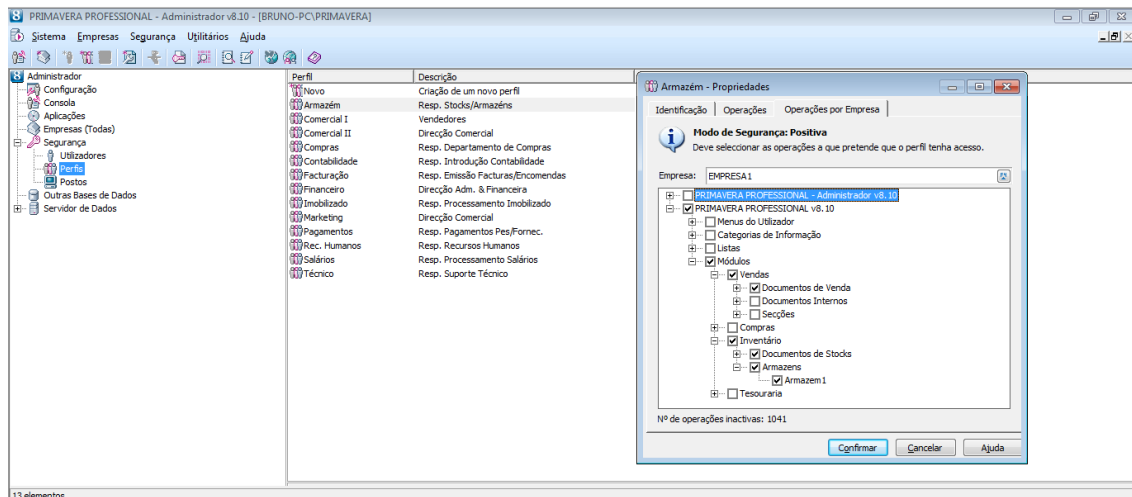 PRIMAVERA PROFESSIONAL - Administrador v8.10 - [BRUNO-PC\PRIMAVERA]
Sistema Empresas Segurança Utilitários Ajuda
Administrador
Configuração
Consola
Aplicações
Empresas (Todas)
Segurança
Utilizadores
Perfis
Postos
Outras Bases de Dados
Servidor de Dados
Perfil Descrição
Novo Criação de um novo perfil
Armazém Resp. Stocks/Armazéns
Comercial I Vendedores
Comercial II Direcção Comercial
Compras Resp. Departamento de Compras
Contabilidade Resp. Introdução Contabilidade
Facturação Resp. Emissão Facturas/Encomendas
Financeiro Direcção Adm. & Financeira
Imobilizado Resp. Processamento Imobilizado
Marketing Direcção Comercial
Pagamentos Resp. Pagamentos Pes/Fornec.
Rec. Humanos Resp. Recursos Humanos
Salários Resp. Processamento Salários
Técnico Resp. Suporte Técnico
Armazém - Propriedades
Identificação Operações Operações por Empresa
Modo de Segurança: Positiva
Deve seleccionar as operações a que pretende que o perfil tenha acesso.
Empresa: EMPRESA1
PRIMAVERA PROFESSIONAL - Administrador v8.10
PRIMAVERA PROFESSIONAL v8.10
Menus do Utilizador
Categorias de Informação
Listas
Módulos
Vendas
Documentos de Venda
Documentos Internos
Secções
Compras
Inventário
Documentos de Stocks
Armazens
Armazem1
Tesouraria
Nº de operações inactivas: 1041
Confirmar Cancelar Ajuda
13 elementos